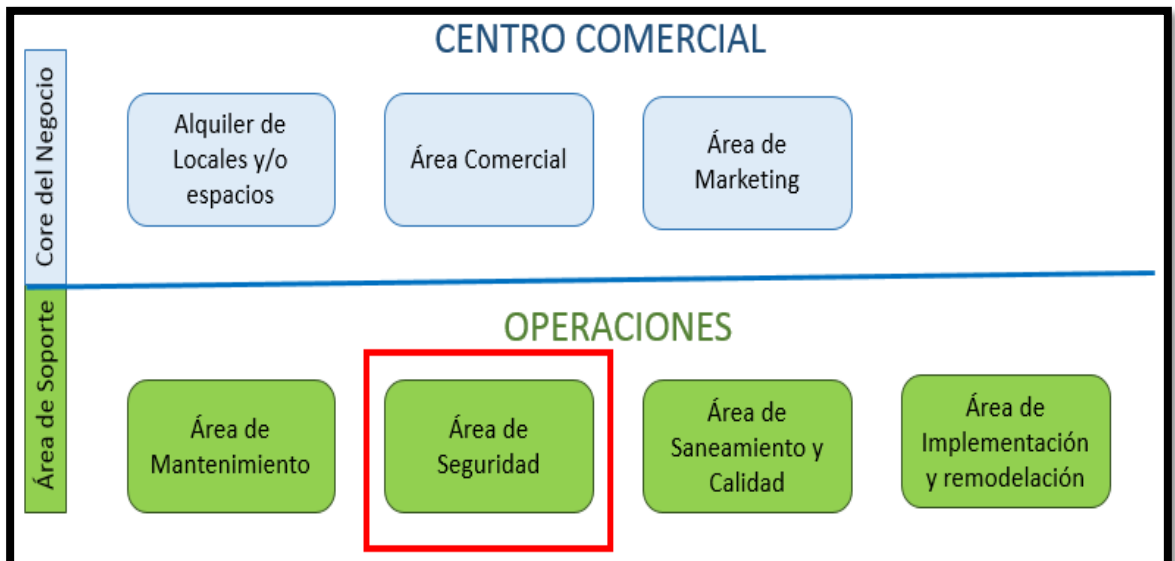 CENTRO COMERCIAL
Core del Negocio
Alquiler de
Locales y/o
espacios
Área Comercial
Área de
Marketing
OPERACIONES
Área de Soporte
Área de
Mantenimiento
Área de
Seguridad
Área de
Saneamiento y
Calidad
Área de
Implementación
y remodelación